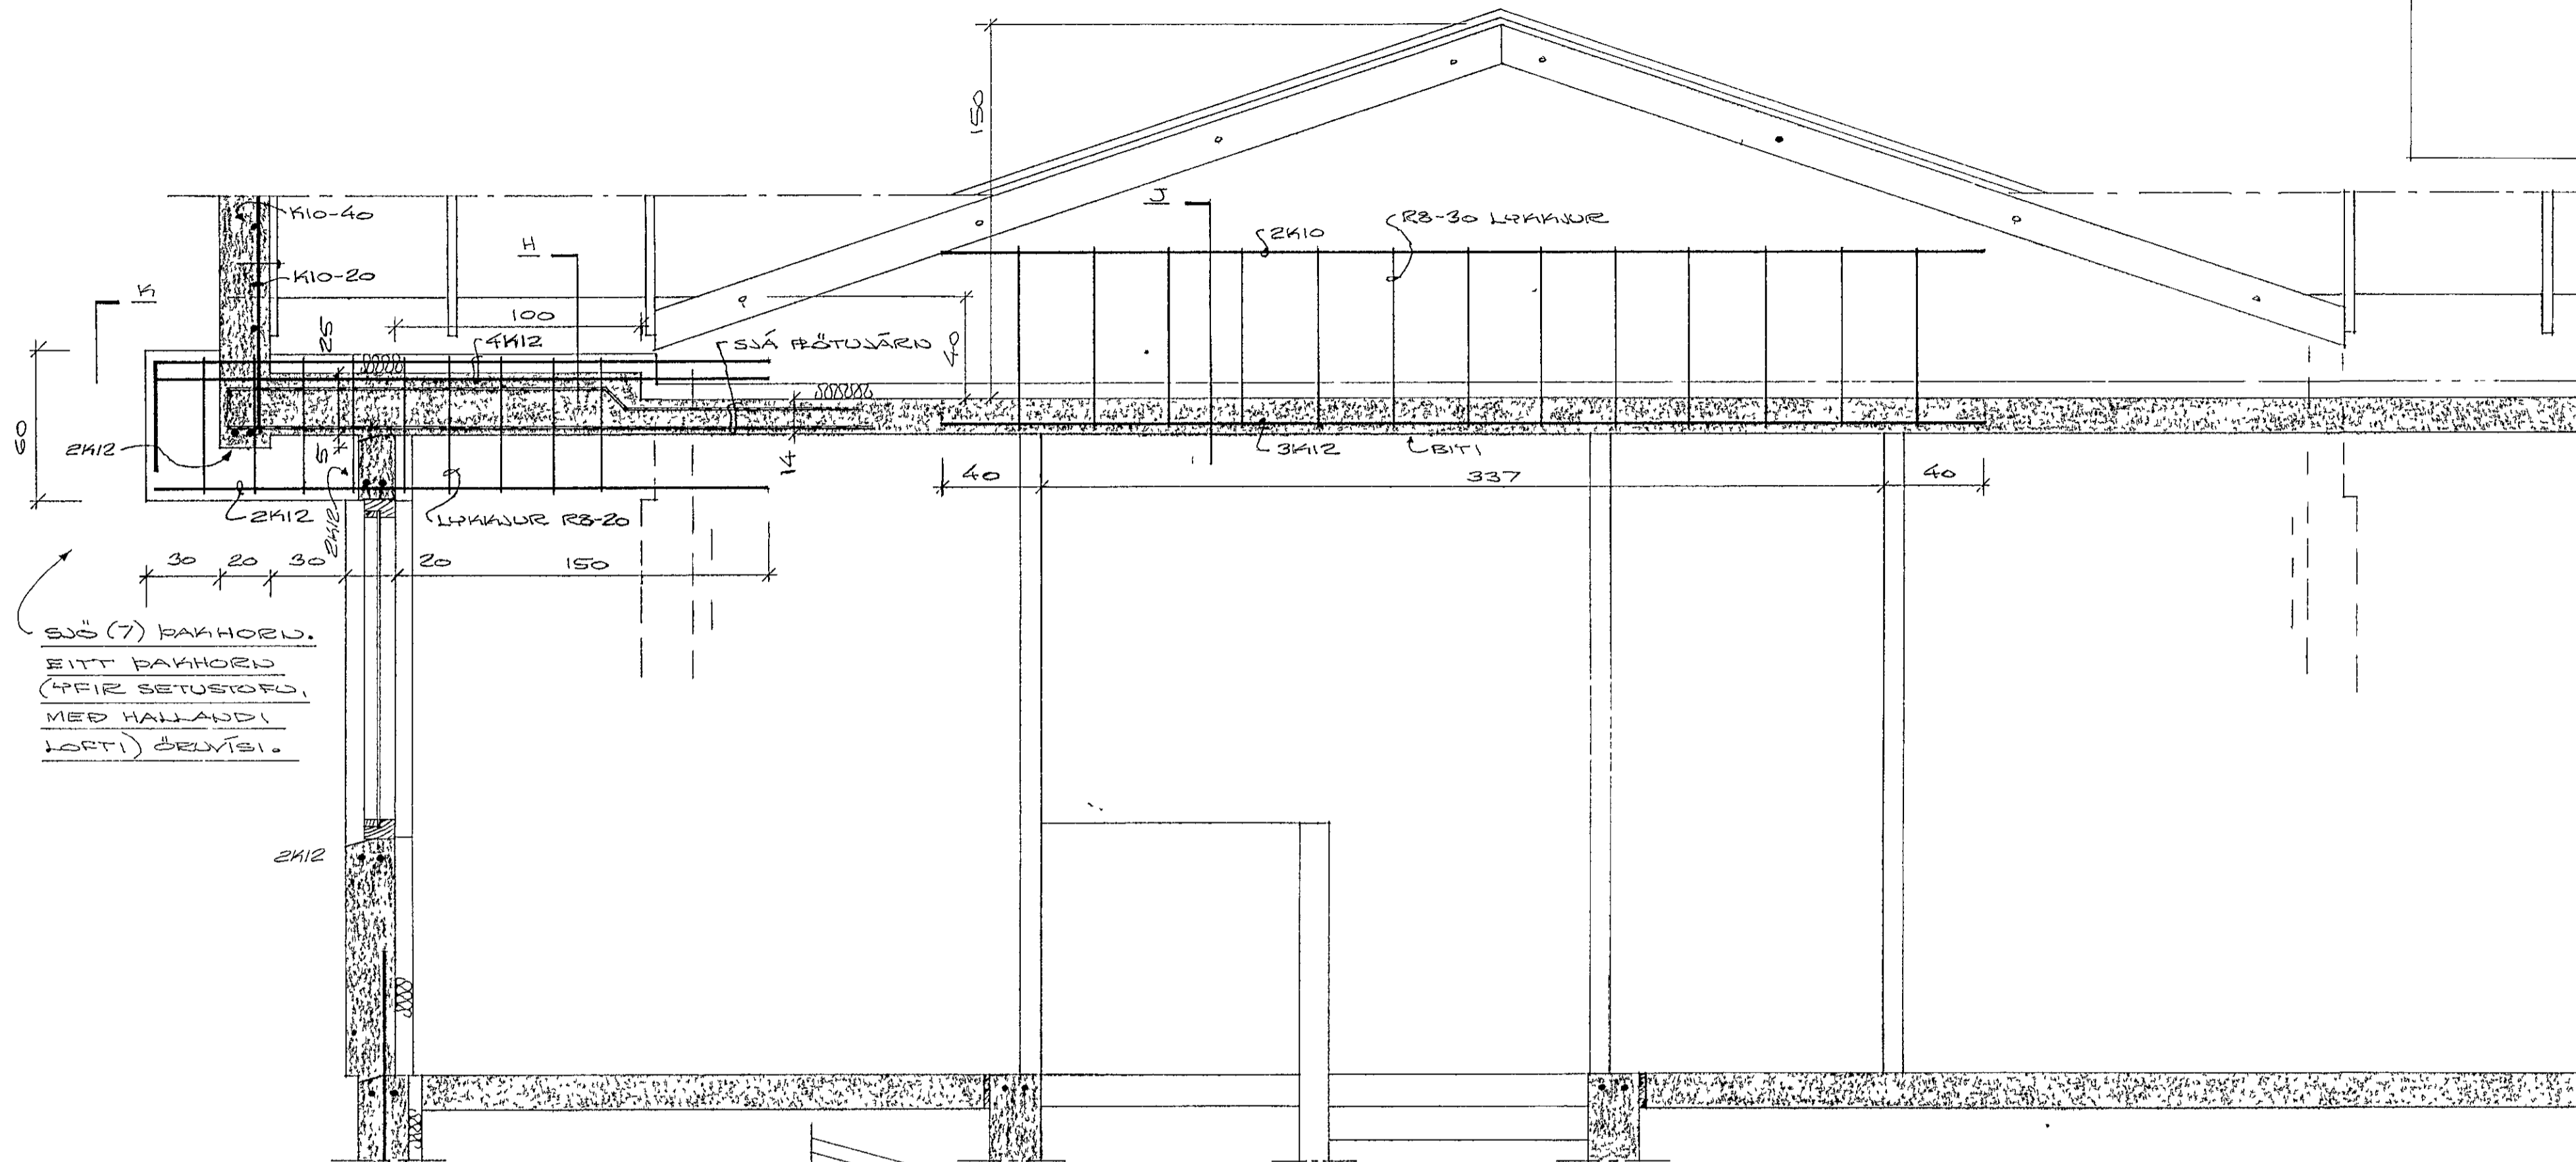 150
K10-40
J
R8-30 LYKKJUR
2K10
H
K10-20
K
100
25
4K12
SJÁ PLÖTUJÁRN
40
60
2K12
5
14
3K12
BITI
40
337
40
2K12
2K12
LYKKJUR R8-20
30
20
30
20
150
SJÖ (7) ÞAKHORN.
EITT ÞAKHORN
(YFIR SETUSTOFU,
MEÐ HALLANDI
LOFTI) ÖRUVÍSI.
2K12